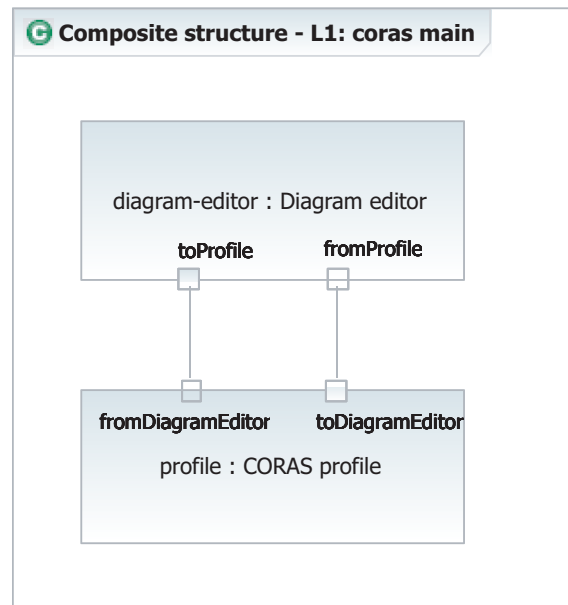 C Composite structure - L1: coras main
diagram-editor : Diagram editor
toProfile fromProfile
fromDiagramEditor toDiagramEditor
profile : CORAS profile